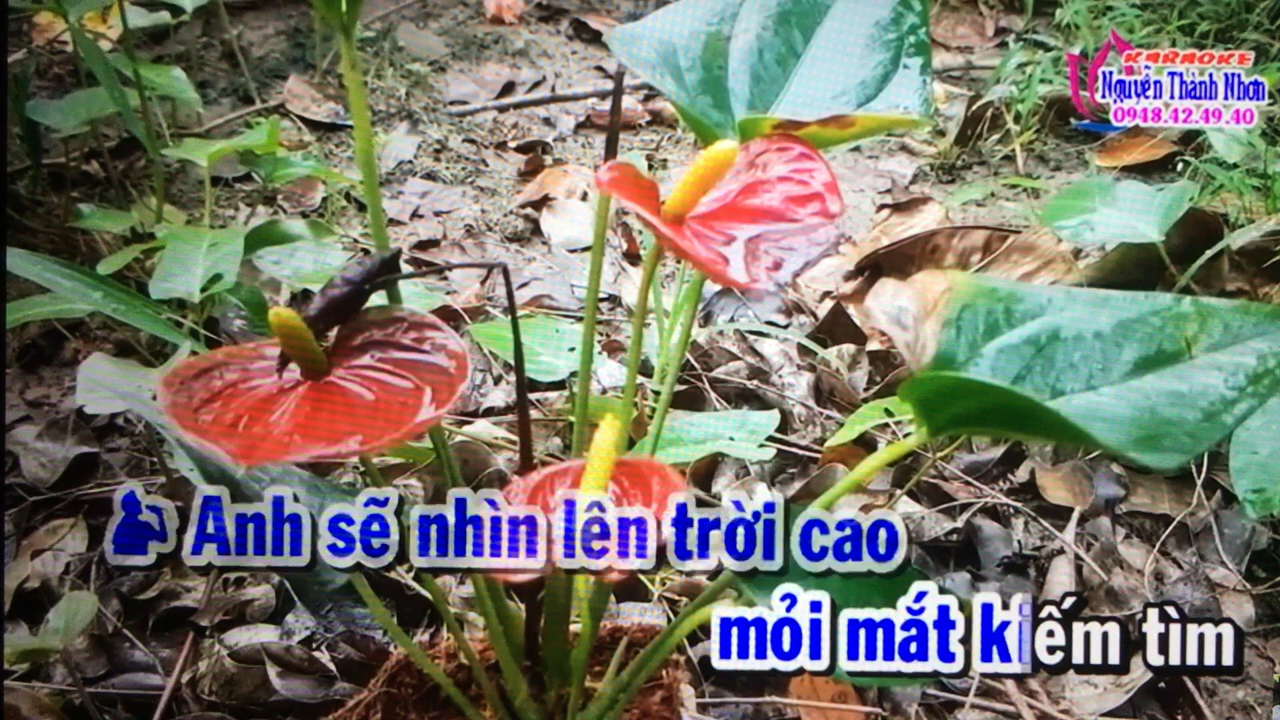 KARAOKE
Nguyễn Thành Nhơn
0948.42.49.40
Anh sẽ nhìn lên trời cao
mỏi mắt kiếm tìm